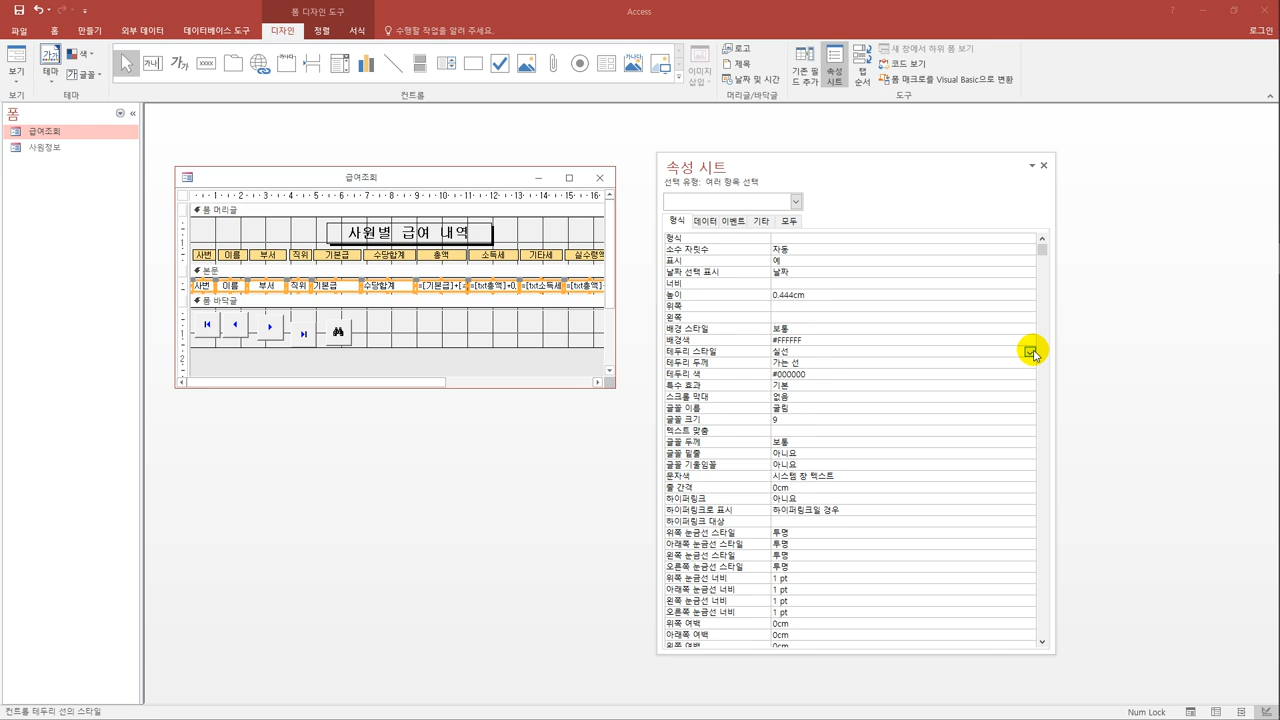 폼 디자인 도구
Access
로그인
파일
홈
만들기
외부 데이터
데이터베이스 도구
디자인
정렬
서식
수행할 작업을 알려 주세요.
보기
테마
색
글꼴
이미지 삽입
로고
제목
날짜 및 시간
기존 필드 추가
속성 시트
탭 순서
새 창에서 하위 폼 보기
코드 보기
폼 매크로를 Visual Basic으로 변환
보기
테마
컨트롤
머리글/바닥글
도구
폼
급여조회
사원정보
급여조회
폼 머리글
사원별 급여 내역
사번 이름 부서 직위 기본급 수당합계 총액 소득세 기타세 실수령액
본문
사번 이름 부서 직위 기본급 수당합계
폼 바닥글
속성 시트
선택 유형: 여러 항목 선택
형식 데이터 이벤트 기타 모두
형식
소수 자릿수 자동
표시 예
날짜 선택 표시 날짜
너비
높이 0.444cm
위쪽
왼쪽
배경 스타일 보통
배경색 #FFFFFF
테두리 스타일 실선
테두리 두께 가는 선
테두리 색 #000000
특수 효과 기본
스크롤 막대 없음
글꼴 이름 굴림
글꼴 크기 9
텍스트 맞춤
글꼴 두께 보통
글꼴 밑줄 아니요
글꼴 기울임꼴 아니요
문자색 시스템 창 텍스트
줄 간격 0cm
하이퍼링크 아니요
하이퍼링크로 표시 하이퍼링크일 경우
하이퍼링크 대상
위쪽 눈금선 스타일 투명
아래쪽 눈금선 스타일 투명
왼쪽 눈금선 스타일 투명
오른쪽 눈금선 스타일 투명
위쪽 눈금선 너비 1 pt
아래쪽 눈금선 너비 1 pt
왼쪽 눈금선 너비 1 pt
오른쪽 눈금선 너비 1 pt
위쪽 여백 0cm
아래쪽 여백 0cm
왼쪽 여백 0cm
컨트롤 테두리 선의 스타일
Num Lock